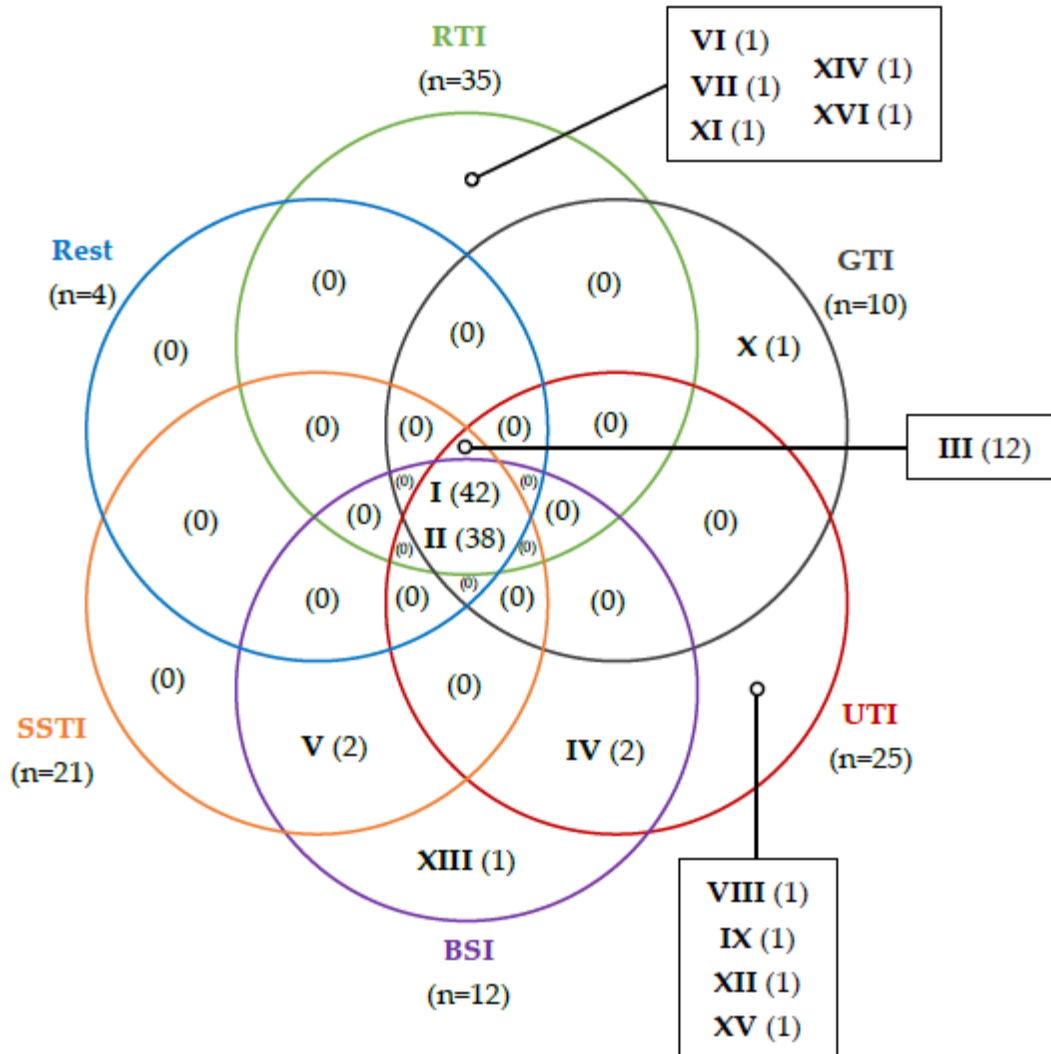 RTI
(n=35)
VI (1)
VII (1)
XI (1)
XIV (1)
XVI (1)
Rest
(n=4)
GTI
(n=10)
(0)
(0)
(0)
(0)
X (1)
(0)
(0)
(0)
(0)
III (12)
(0)
I (42)
(0)
(0)
(0)
(0)
(0)
II (38)
(0)
(0)
(0)
(0)
(0)
(0)
(0)
(0)
(0)
SSTI
(n=21)
V (2)
IV (2)
UTI
(n=25)
XIII (1)
BSI
(n=12)
VIII (1)
IX (1)
XII (1)
XV (1)